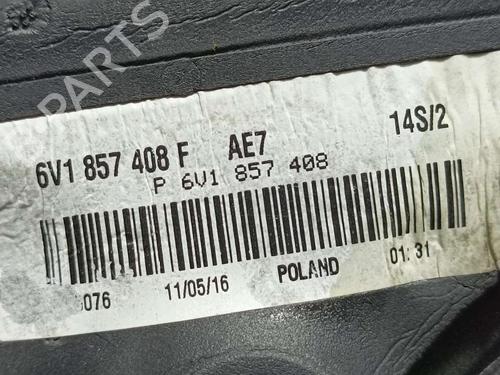 PARTS
6V1 857 408 F AE7 14S/2
P 6V1 857 408
076 11/05/16 POLAND 01:31